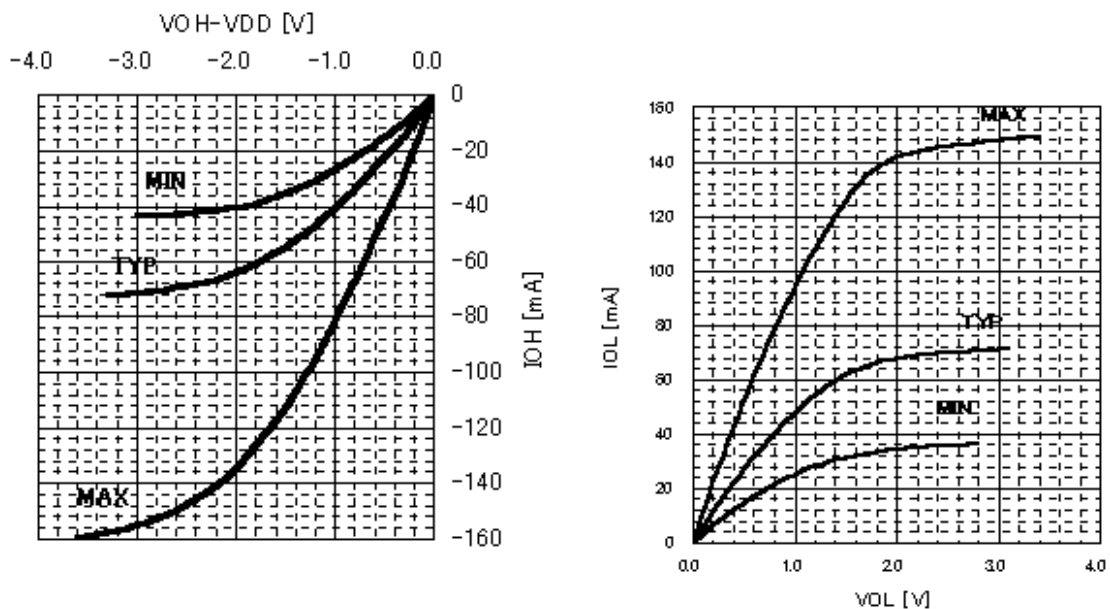 VOH-VDD [V]
-4.0 -3.0 -2.0 -1.0 0.0
0
-20
-40
-60
-80
-100
-120
-140
-160
IOH [mA]
MIN
TYP
MAX
160
140
120
100
80
60
40
20
0
IOL [mA]
MAX
TYP
MIN
0.0 1.0 2.0 3.0 4.0
VOL [V]